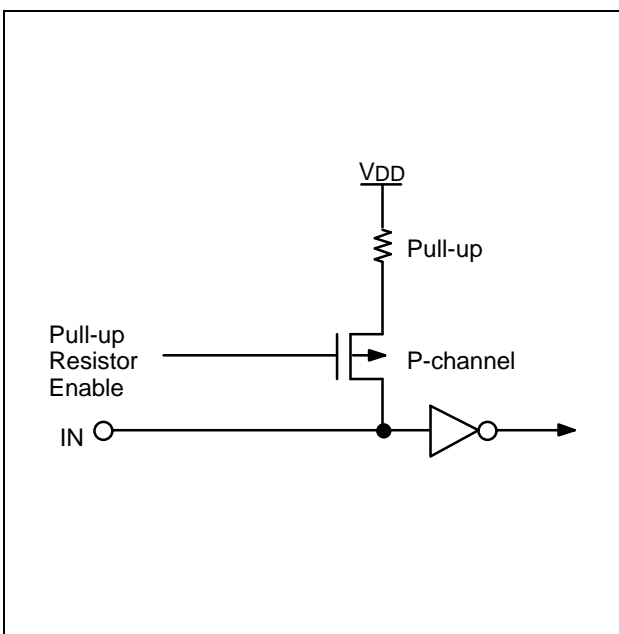 VDD
Pull-up
Pull-up
Resistor
Enable
P-channel
IN